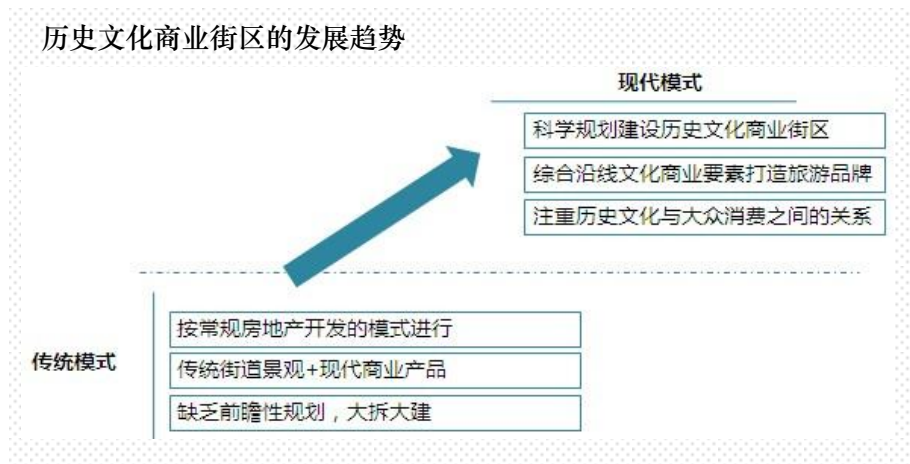 历史文化商业街区的发展趋势
现代模式
科学规划建设历史文化商业街区
综合沿线文化商业要素打造旅游品牌
注重历史文化与大众消费之间的关系
传统模式
按常规房地产开发的模式进行
传统街道景观+现代商业产品
缺乏前瞻性规划，大拆大建